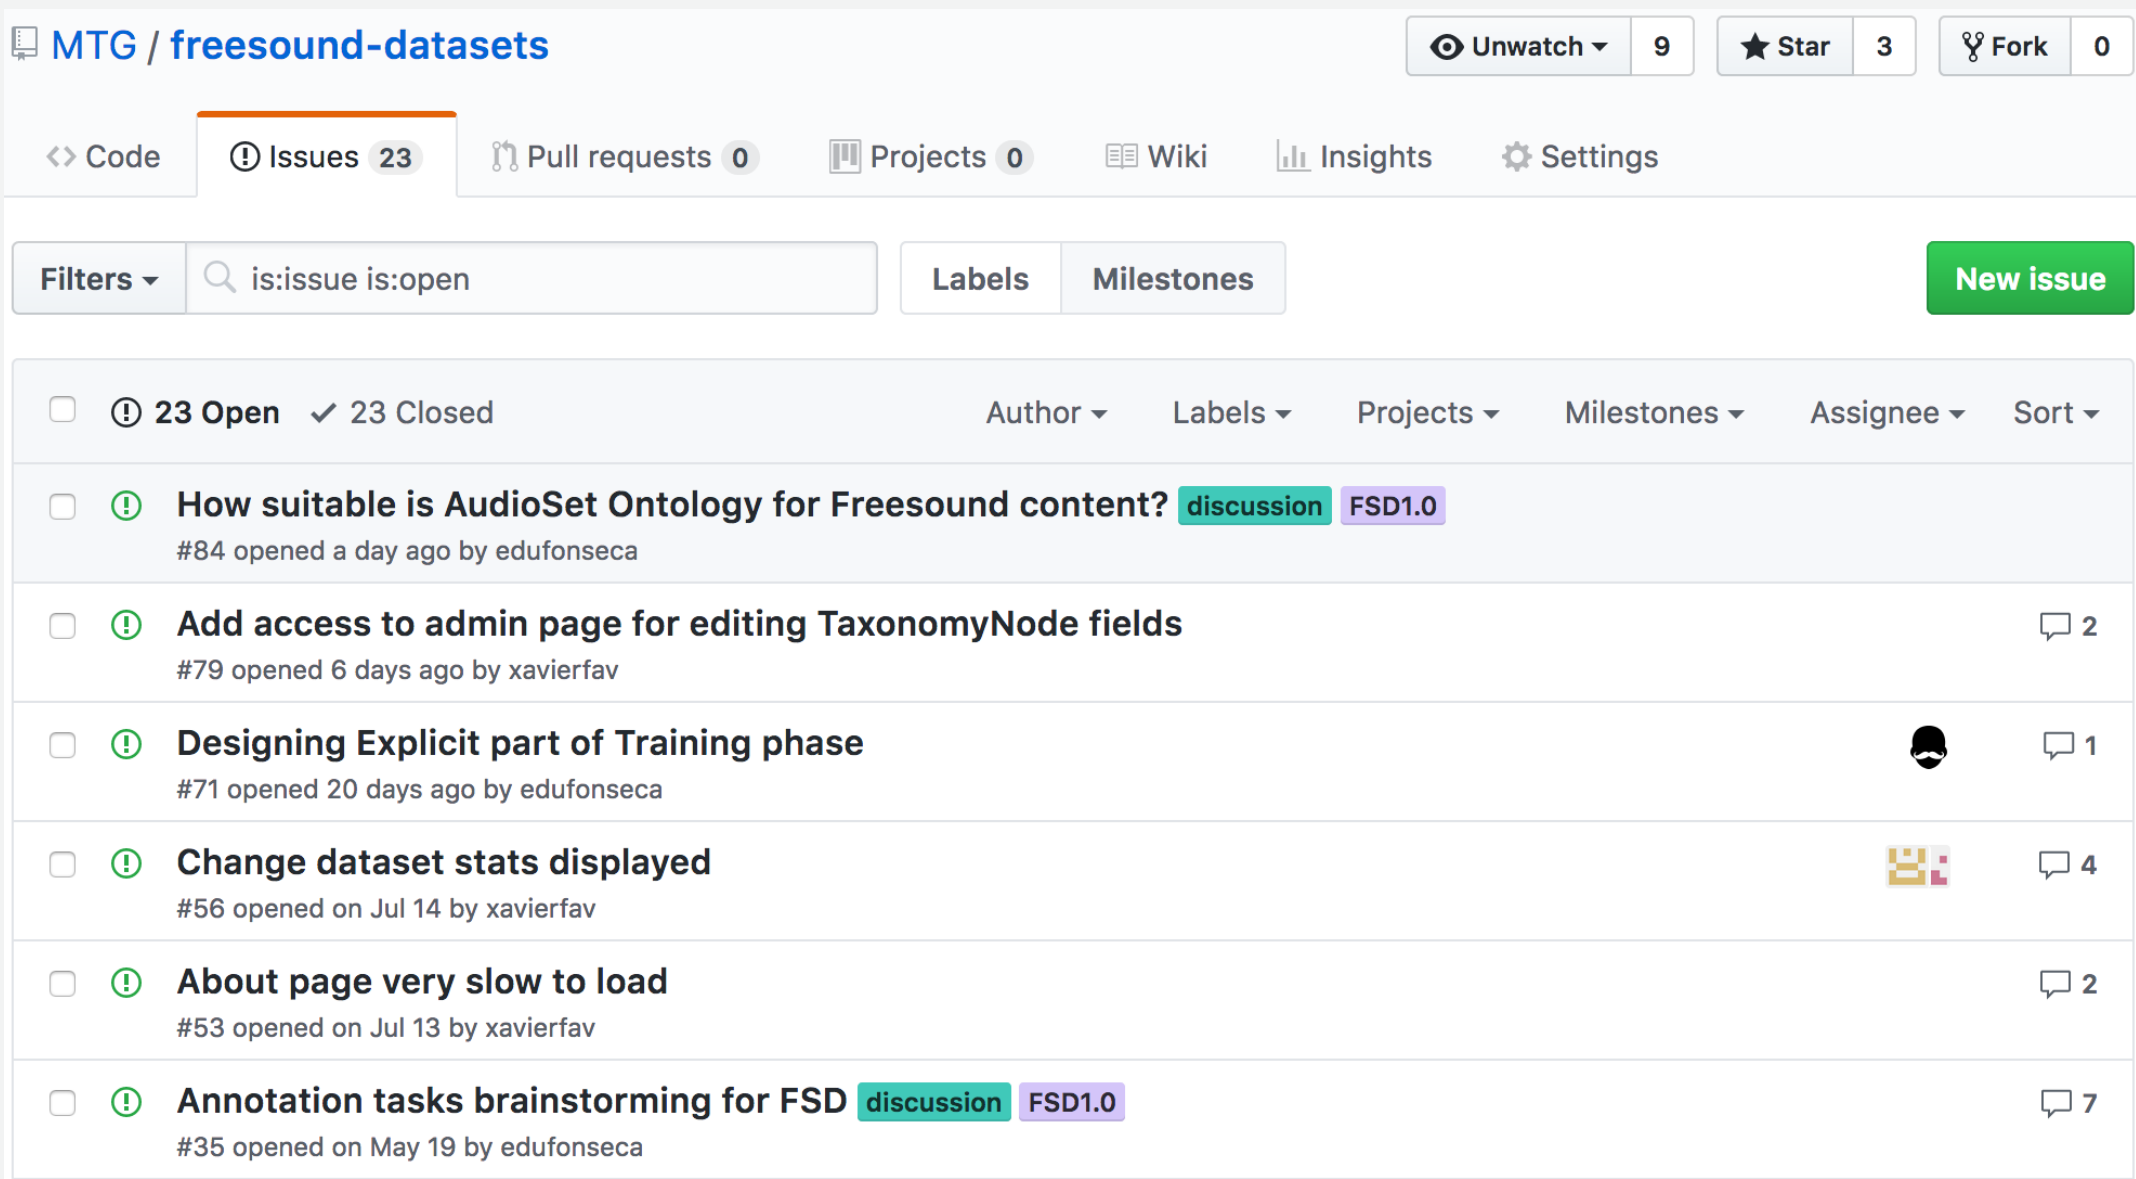 MTG / freesound-datasets
Unwatch 9 Star 3 Fork 0
Code Issues 23 Pull requests 0 Projects 0 Wiki Insights Settings
Filters is:issue is:open Labels Milestones New issue
23 Open 23 Closed Author Labels Projects Milestones Assignee Sort
How suitable is AudioSet Ontology for Freesound content? discussion FSD1.0
#84 opened a day ago by edufonseca
Add access to admin page for editing TaxonomyNode fields 2
#79 opened 6 days ago by xavierfav
Designing Explicit part of Training phase 1
#71 opened 20 days ago by edufonseca
Change dataset stats displayed 4
#56 opened on Jul 14 by xavierfav
About page very slow to load 2
#53 opened on Jul 13 by xavierfav
Annotation tasks brainstorming for FSD discussion FSD1.0 7
#35 opened on May 19 by edufonseca